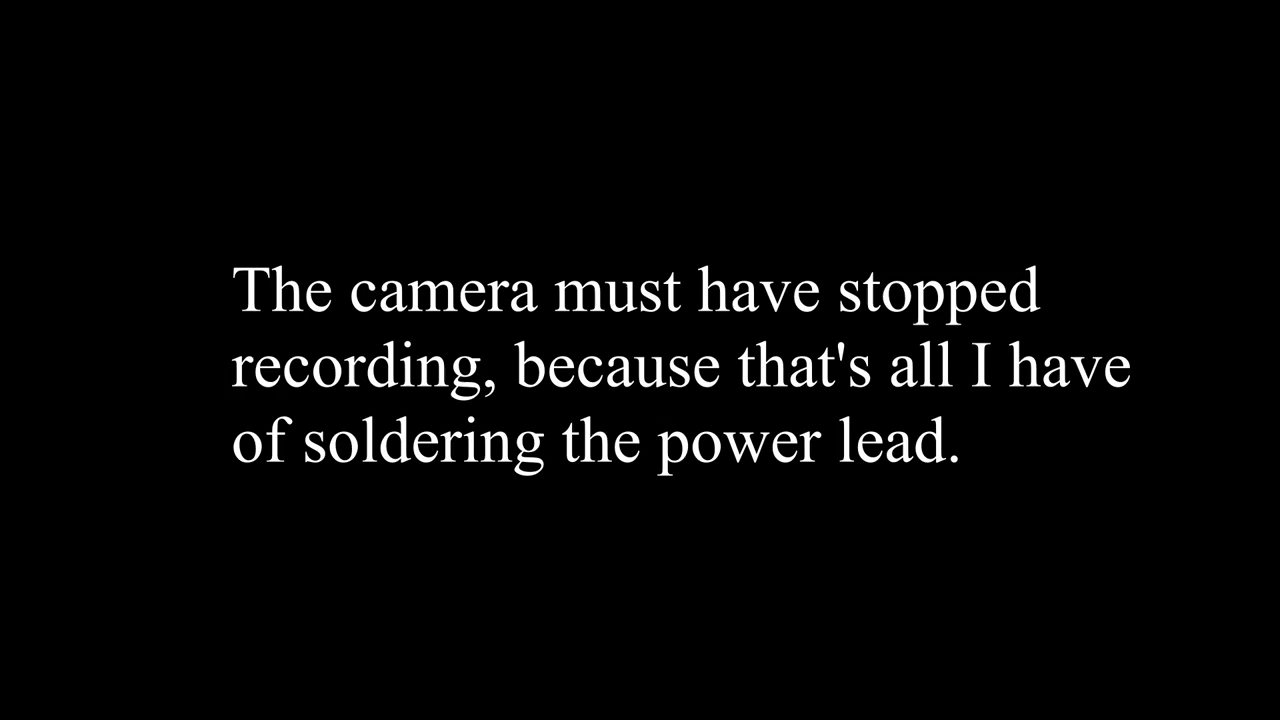 The camera must have stopped
recording, because that's all I have
of soldering the power lead.